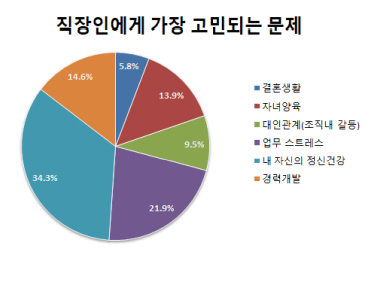 직장인에게 가장 고민되는 문제
5.8%
13.9%
9.5%
21.9%
34.3%
14.6%
결혼생활
자녀양육
대인관계(조직내 갈등)
업무 스트레스
내 자신의 정신건강
경력개발